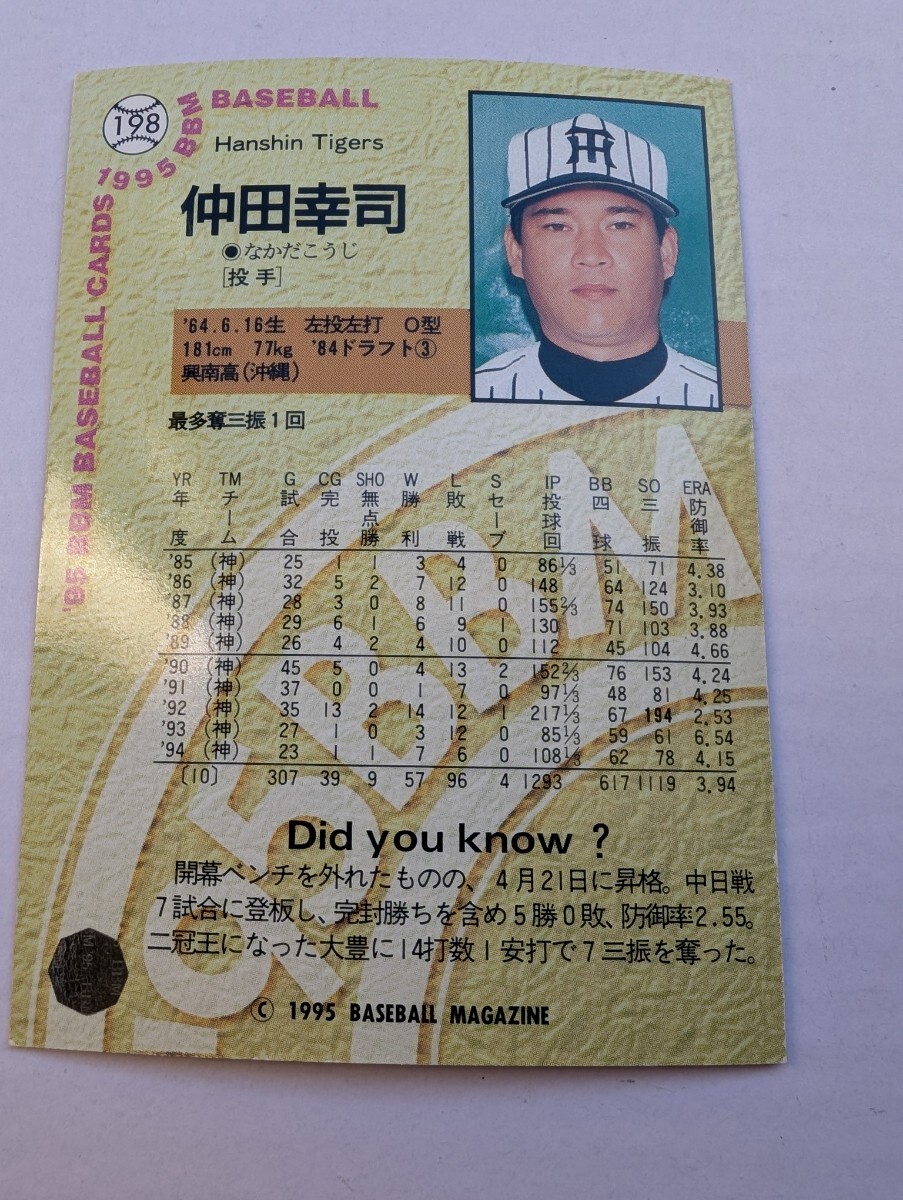 198
1995 BBM BASEBALL
'95 BBM BASEBALL CARDS
Hanshin Tigers
仲田幸司
●なかだこうじ
[投手]
'64.6.16生 左投左打 O型
181cm 77kg '84ドラフト③
興南高(沖縄)
最多奪三振1回
YR TM G CG SHO W L S IP BB SO ERA
年度 チーム 試合 完投 無点勝 勝利 敗戦 セーブ 投球回 四球 三振 防御率
'85 (神) 25 1 1 3 4 0 86⅓ 51 71 4.38
'86 (神) 32 5 2 7 12 0 148 64 124 3.10
'87 (神) 28 3 0 8 11 0 155⅔ 74 150 3.93
'88 (神) 29 6 1 6 9 1 130 71 103 3.88
'89 (神) 26 4 2 4 10 0 112 45 104 4.66
'90 (神) 45 5 0 4 13 2 152⅔ 76 153 4.24
'91 (神) 37 0 0 1 7 0 97⅓ 48 81 4.25
'92 (神) 35 13 2 14 12 1 217⅓ 67 194 2.53
'93 (神) 27 1 0 3 12 0 85⅓ 59 61 6.54
'94 (神) 23 1 1 7 6 0 108⅓ 62 78 4.15
〔10〕 307 39 9 57 96 4 1293 617 1119 3.94
Did you know ?
開幕ベンチを外れたものの、4月21日に昇格。中日戦
7試合に登板し、完封勝ちを含め5勝0敗、防御率2.55。
二冠王になった大豊に14打数1安打で7三振を奪った。
© 1995 BASEBALL MAGAZINE
'95BBM